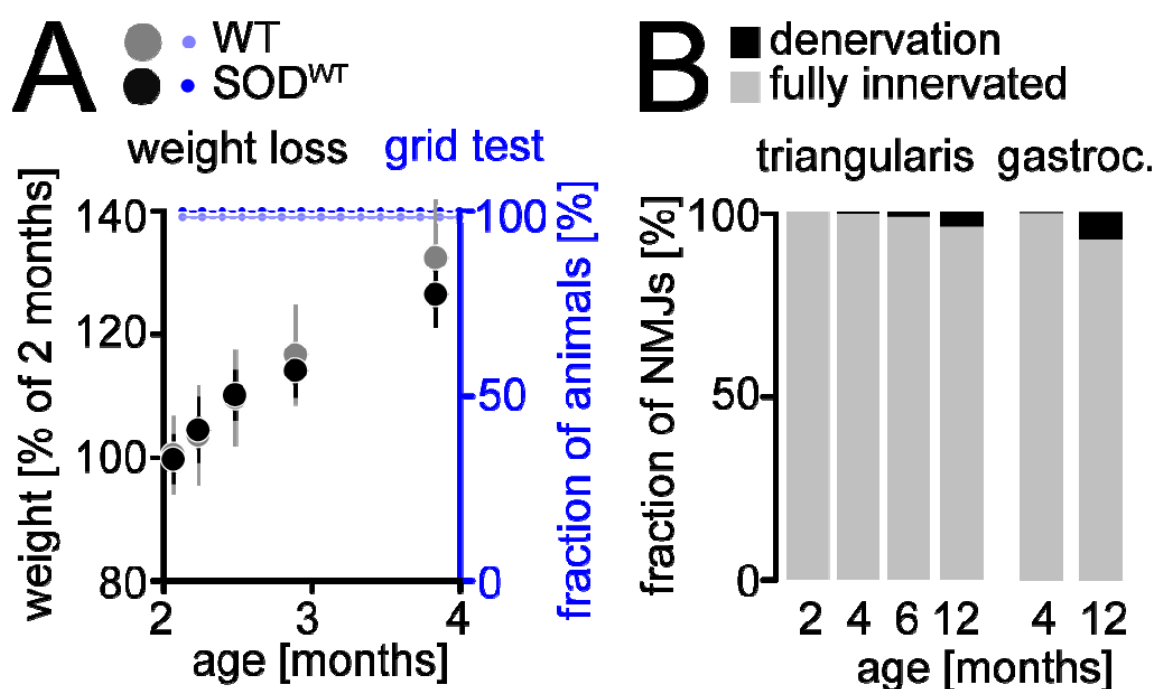 A
WT
SODWT
weight loss
grid test
weight [% of 2 months]
140
120
100
80
100
50
0
fraction of animals [%]
2 3 4
age [months]
B
denervation
fully innervated
triangularis gastroc.
fraction of NMJs [%]
100
50
0
2 4 6 12 4 12
age [months]